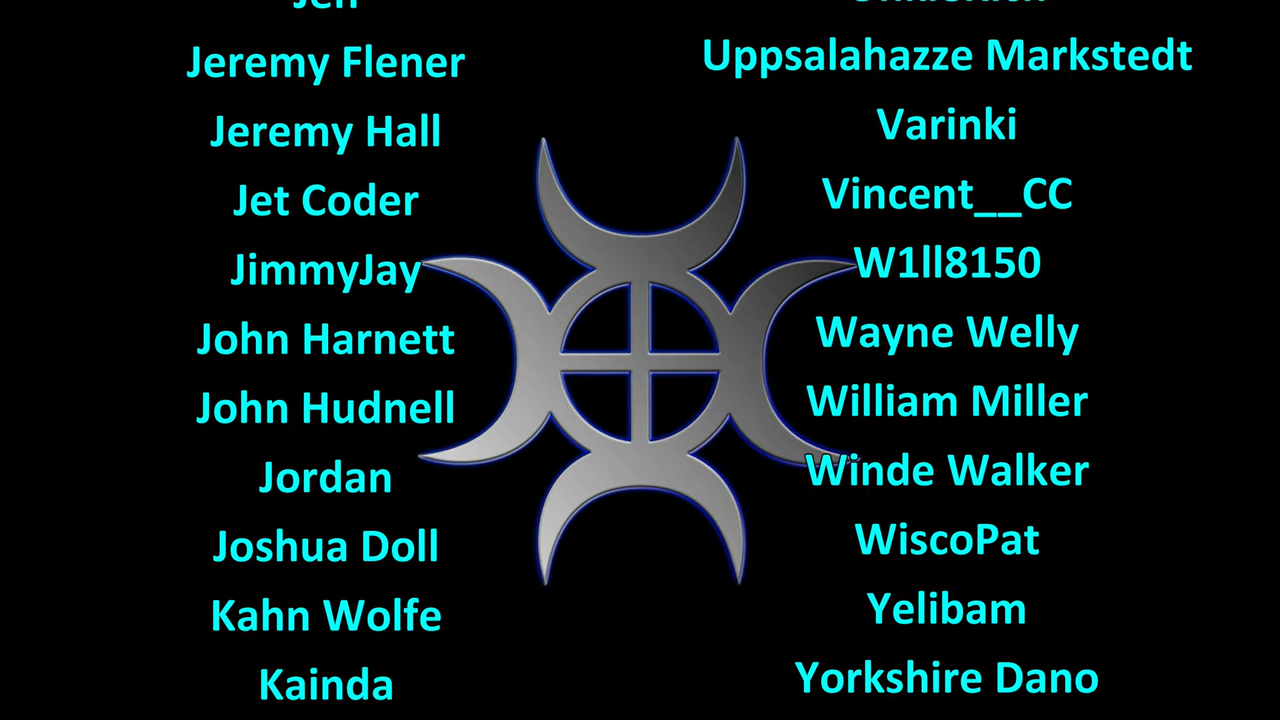 Jeremy Flener
Jeremy Hall
Jet Coder
JimmyJay
John Harnett
John Hudnell
Jordan
Joshua Doll
Kahn Wolfe
Kainda
Uppsalahazze Markstedt
Varinki
Vincent__CC
W1ll8150
Wayne Welly
William Miller
Winde Walker
WiscoPat
Yelibam
Yorkshire Dano